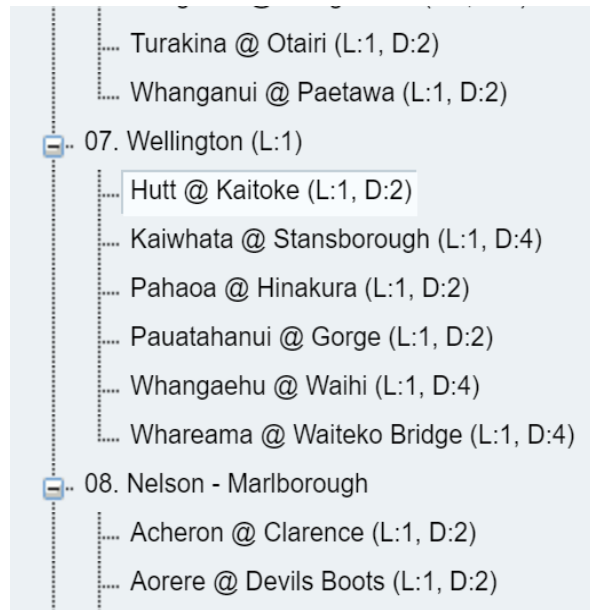 Turakina @ Otairi (L:1, D:2)
Whanganui @ Paetawa (L:1, D:2)
07. Wellington (L:1)
Hutt @ Kaitoke (L:1, D:2)
Kaiwhata @ Stansborough (L:1, D:4)
Pahaoa @ Hinakura (L:1, D:2)
Pauatahanui @ Gorge (L:1, D:2)
Whangaehu @ Waihi (L:1, D:4)
Whareama @ Waiteko Bridge (L:1, D:4)
08. Nelson - Marlborough
Acheron @ Clarence (L:1, D:2)
Aorere @ Devils Boots (L:1, D:2)